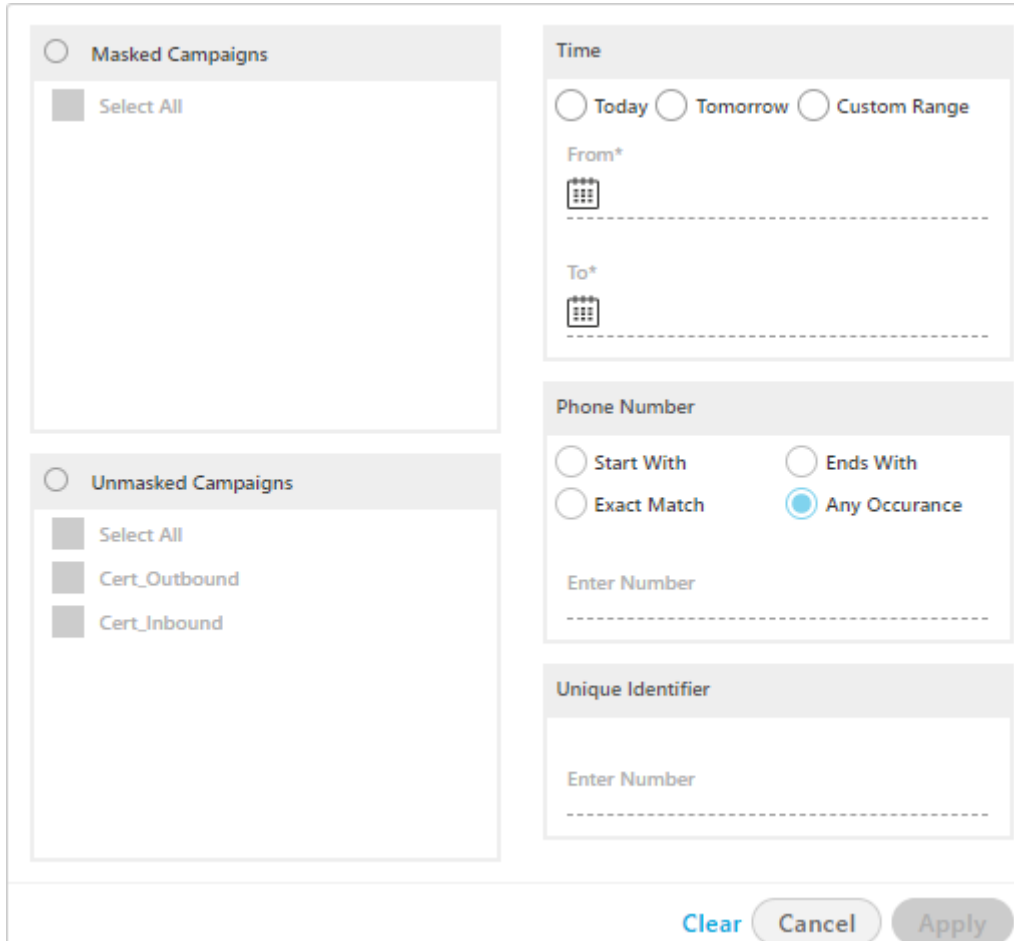 Masked Campaigns
Select All
Unmasked Campaigns
Select All
Cert_Outbound
Cert_Inbound
Time
Today Tomorrow Custom Range
From*
To*
Phone Number
Start With Ends With
Exact Match Any Occurance
Enter Number
Unique Identifier
Enter Number
Clear Cancel Apply